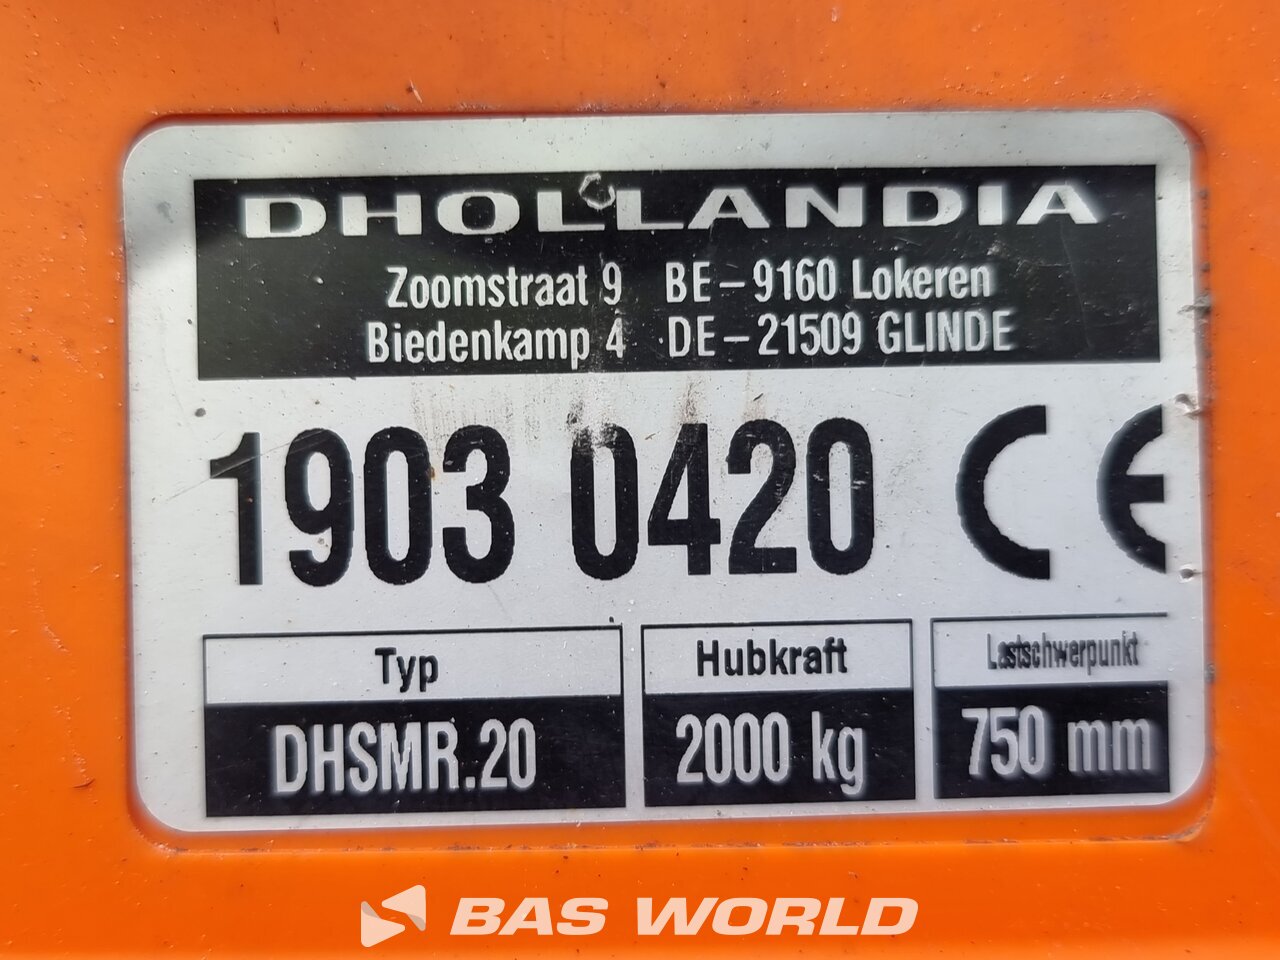 DHOLLANDIA
Zoomstraat 9 BE-9160 Lokeren
Biedenkamp 4 DE-21509 GLINDE
1903 0420 CE
Typ Hubkraft Lastschwerpunkt
DHSMR.20 2000 kg 750 mm
BAS WORLD